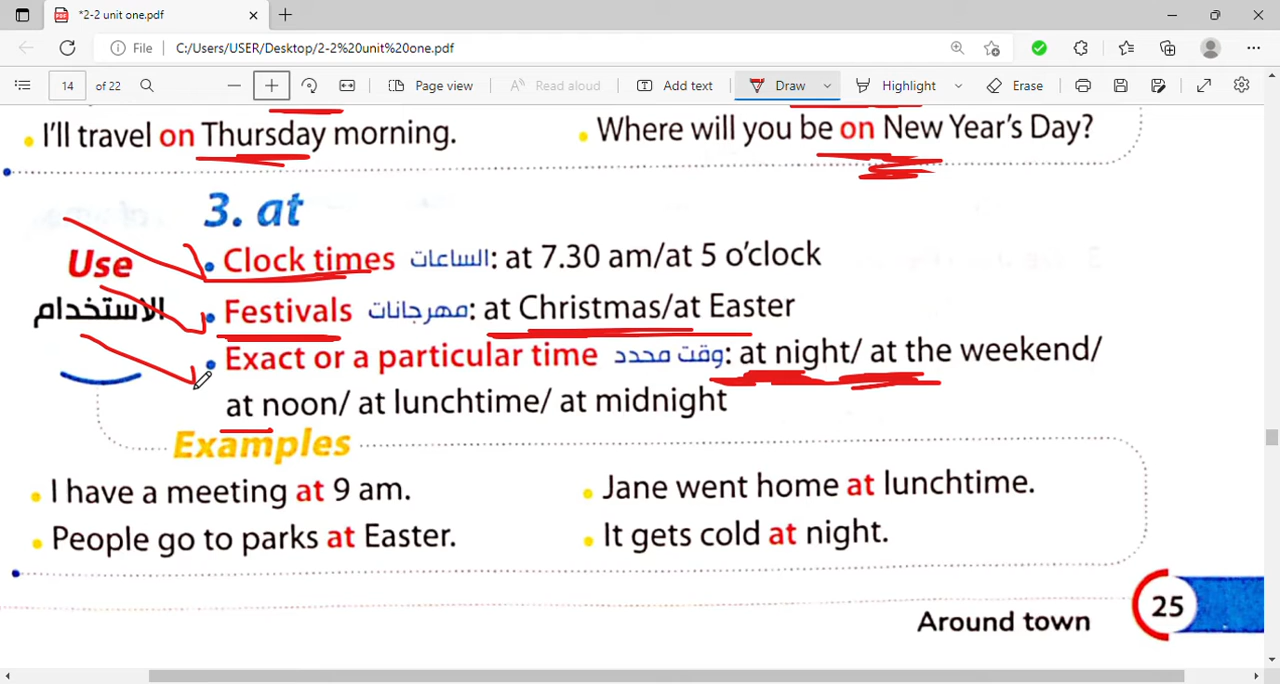 *2-2 unit one.pdf
File
C:/Users/USER/Desktop/2-2%20unit%20one.pdf
14 of 22
Page view
Read aloud
Add text
Draw
Highlight
Erase
I'll travel on Thursday morning.
Where will you be on New Year's Day?
3. at
Use
الاستخدام
• Clock times الساعات: at 7.30 am/at 5 o'clock
• Festivals مهرجانات: at Christmas/at Easter
• Exact or a particular time وقت محدد: at night/ at the weekend/
at noon/ at lunchtime/ at midnight
Examples
• I have a meeting at 9 am.
• Jane went home at lunchtime.
• People go to parks at Easter.
• It gets cold at night.
Around town
25